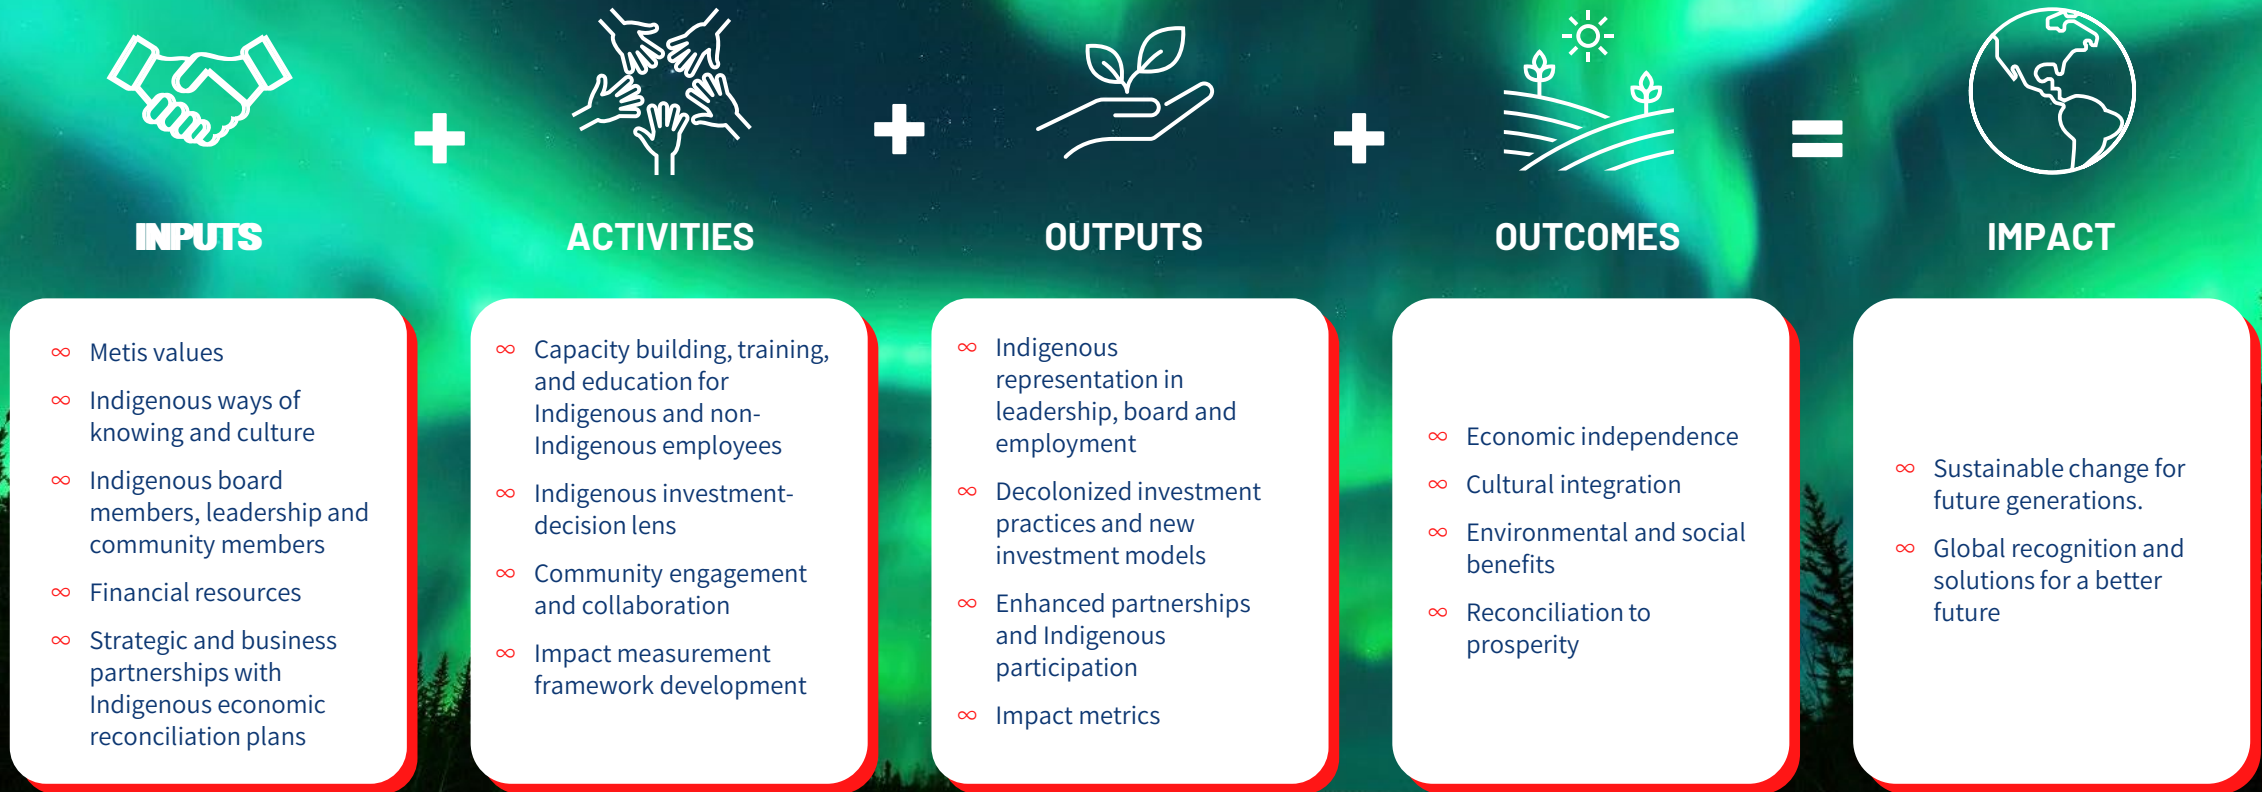 INPUTS
∞ Metis values
∞ Indigenous ways of
knowing and culture
∞ Indigenous board
members, leadership and
community members
∞ Financial resources
∞ Strategic and business
partnerships with
Indigenous economic
reconciliation plans
+
ACTIVITIES
∞ Capacity building, training,
and education for
Indigenous and non-
Indigenous employees
∞ Indigenous investment-
decision lens
∞ Community engagement
and collaboration
∞ Impact measurement
framework development
+
OUTPUTS
∞ Indigenous
representation in
leadership, board and
employment
∞ Decolonized investment
practices and new
investment models
∞ Enhanced partnerships
and Indigenous
participation
∞ Impact metrics
+
OUTCOMES
∞ Economic independence
∞ Cultural integration
∞ Environmental and social
benefits
∞ Reconciliation to
prosperity
=
IMPACT
∞ Sustainable change for
future generations.
∞ Global recognition and
solutions for a better
future